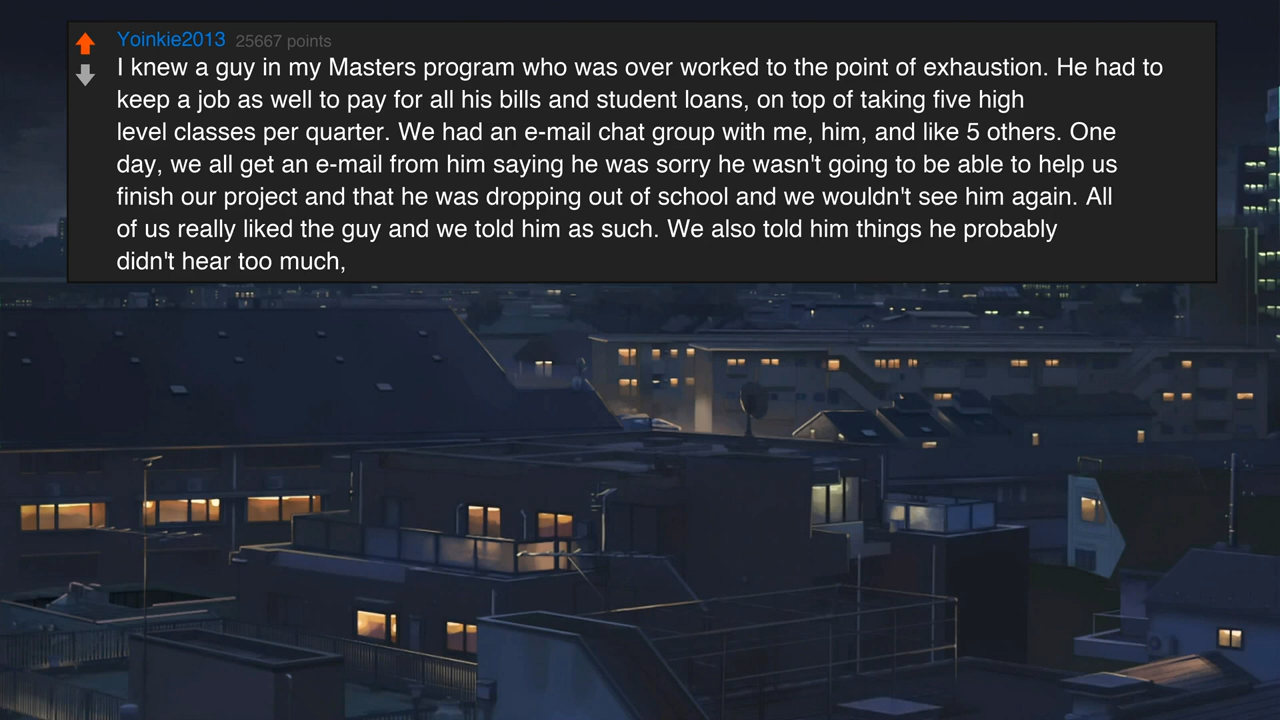 Yoinkie2013 25667 points
I knew a guy in my Masters program who was over worked to the point of exhaustion. He had to
keep a job as well to pay for all his bills and student loans, on top of taking five high
level classes per quarter. We had an e-mail chat group with me, him, and like 5 others. One
day, we all get an e-mail from him saying he was sorry he wasn't going to be able to help us
finish our project and that he was dropping out of school and we wouldn't see him again. All
of us really liked the guy and we told him as such. We also told him things he probably
didn't hear too much,